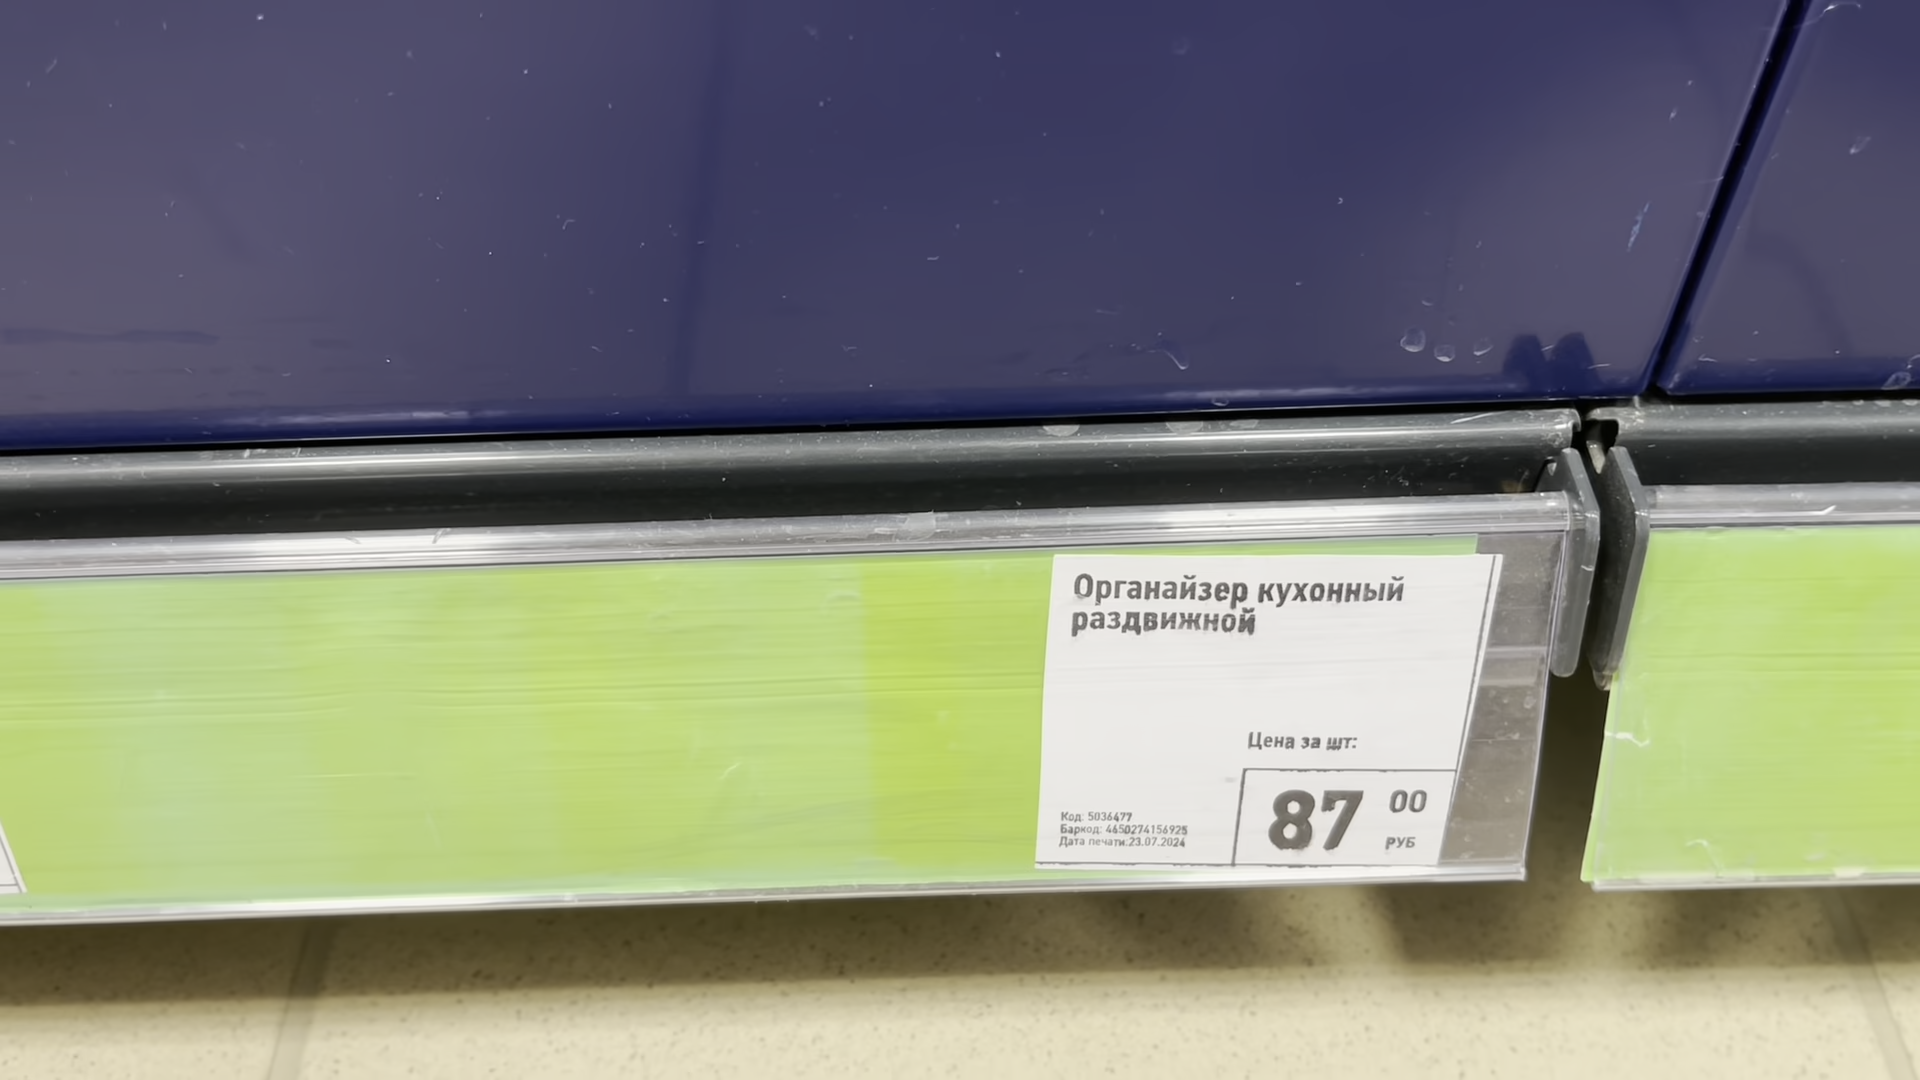 Органайзер кухонный
раздвижной
Цена за шт:
87 00
РУБ
Код: 5036477
Баркод: 4650274156925
Дата печати:23.07.2024